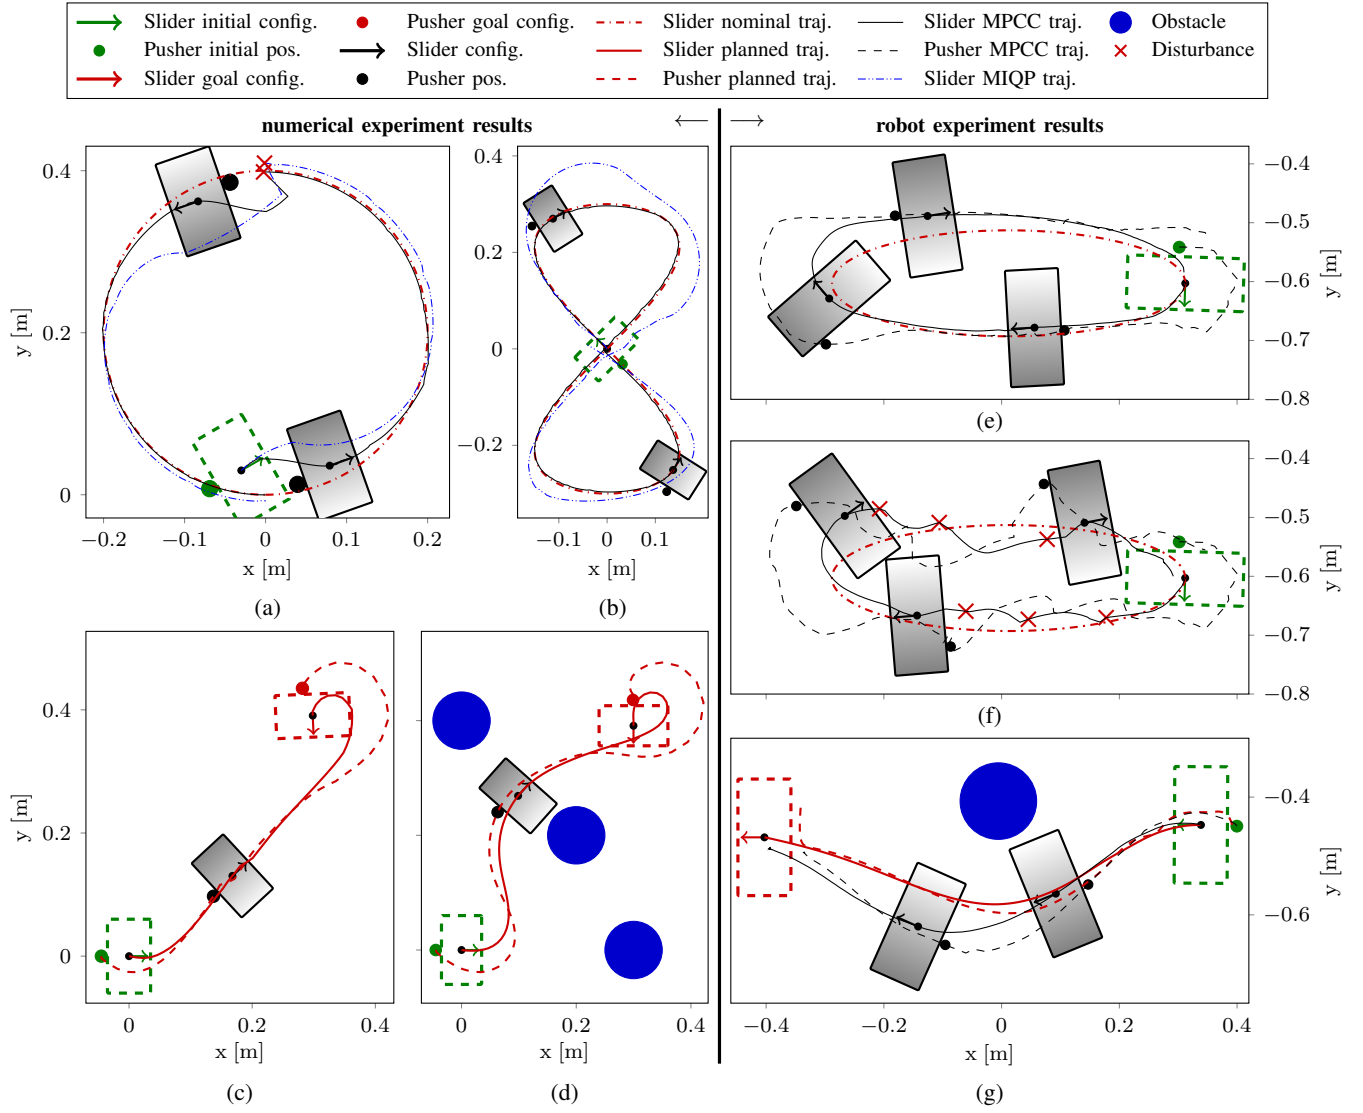 Slider initial config. Pusher goal config. Slider nominal traj. Slider MPCC traj. Obstacle
Pusher initial pos. Slider config. Slider planned traj. Pusher MPCC traj. Disturbance
Slider goal config. Pusher pos. Pusher planned traj. Slider MIQP traj.
numerical experiment results ← → robot experiment results
0.4
0.2
0
y [m]
−0.2 −0.1 0 0.1 0.2
x [m]
(a)
0.4
0.2
0
−0.2
−0.1 0 0.1
x [m]
(b)
−0.4
−0.5
−0.6
−0.7
−0.8
y [m]
(e)
−0.4
−0.5
−0.6
−0.7
−0.8
y [m]
(f)
0.4
0.2
0
y [m]
0 0.2 0.4
x [m]
(c)
0 0.2 0.4
x [m]
(d)
−0.4
−0.6
y [m]
−0.4 −0.2 0 0.2 0.4
x [m]
(g)